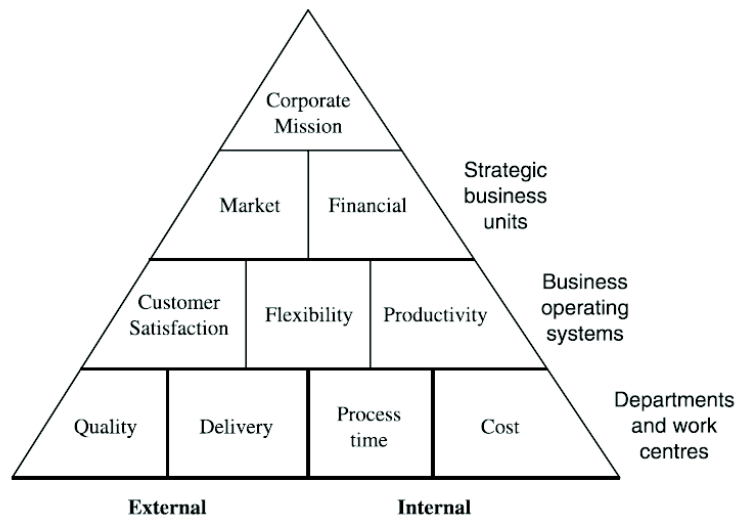 Corporate
Mission
Market
Financial
Strategic
business
units
Customer
Satisfaction
Flexibility
Productivity
Business
operating
systems
Quality
Delivery
Process
time
Cost
Departments
and work
centres
External
Internal